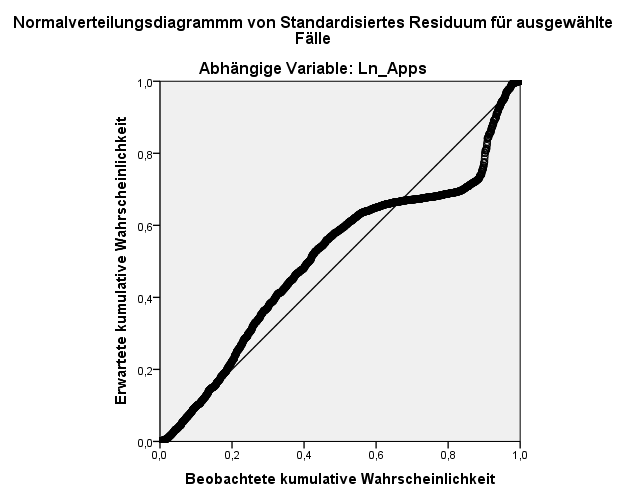 Normalverteilungsdiagrammm von Standardisiertes Residuum für ausgewählte
Fälle
Abhängige Variable: Ln_Apps
Erwartete kumulative Wahrscheinlichkeit
1,0
0,8
0,6
0,4
0,2
0,0
0,0 0,2 0,4 0,6 0,8 1,0
Beobachtete kumulative Wahrscheinlichkeit